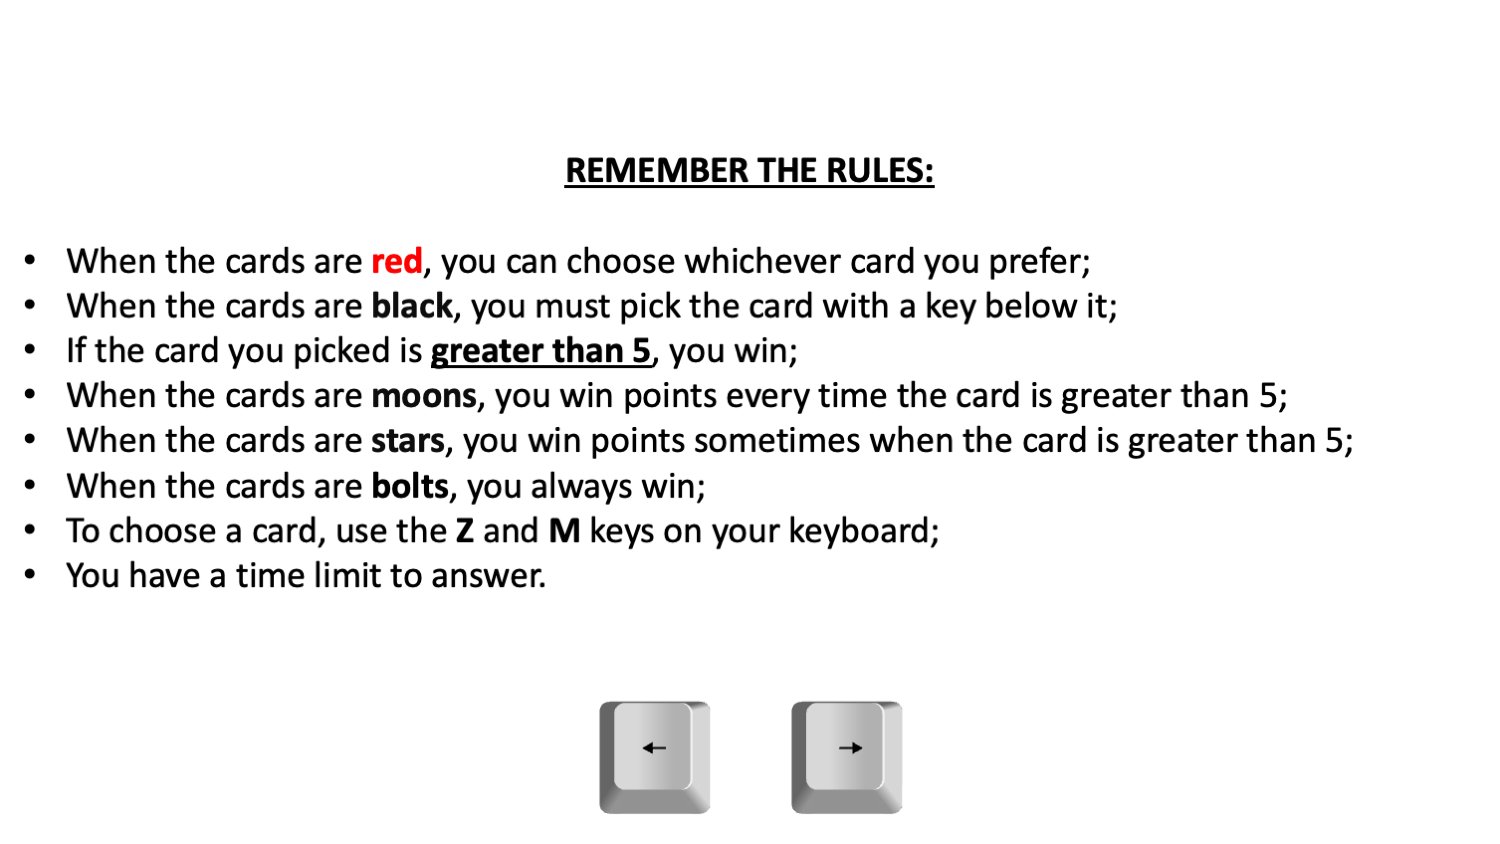 REMEMBER THE RULES:
• When the cards are red, you can choose whichever card you prefer;
• When the cards are black, you must pick the card with a key below it;
• If the card you picked is greater than 5, you win;
• When the cards are moons, you win points every time the card is greater than 5;
• When the cards are stars, you win points sometimes when the card is greater than 5;
• When the cards are bolts, you always win;
• To choose a card, use the Z and M keys on your keyboard;
• You have a time limit to answer.
← →